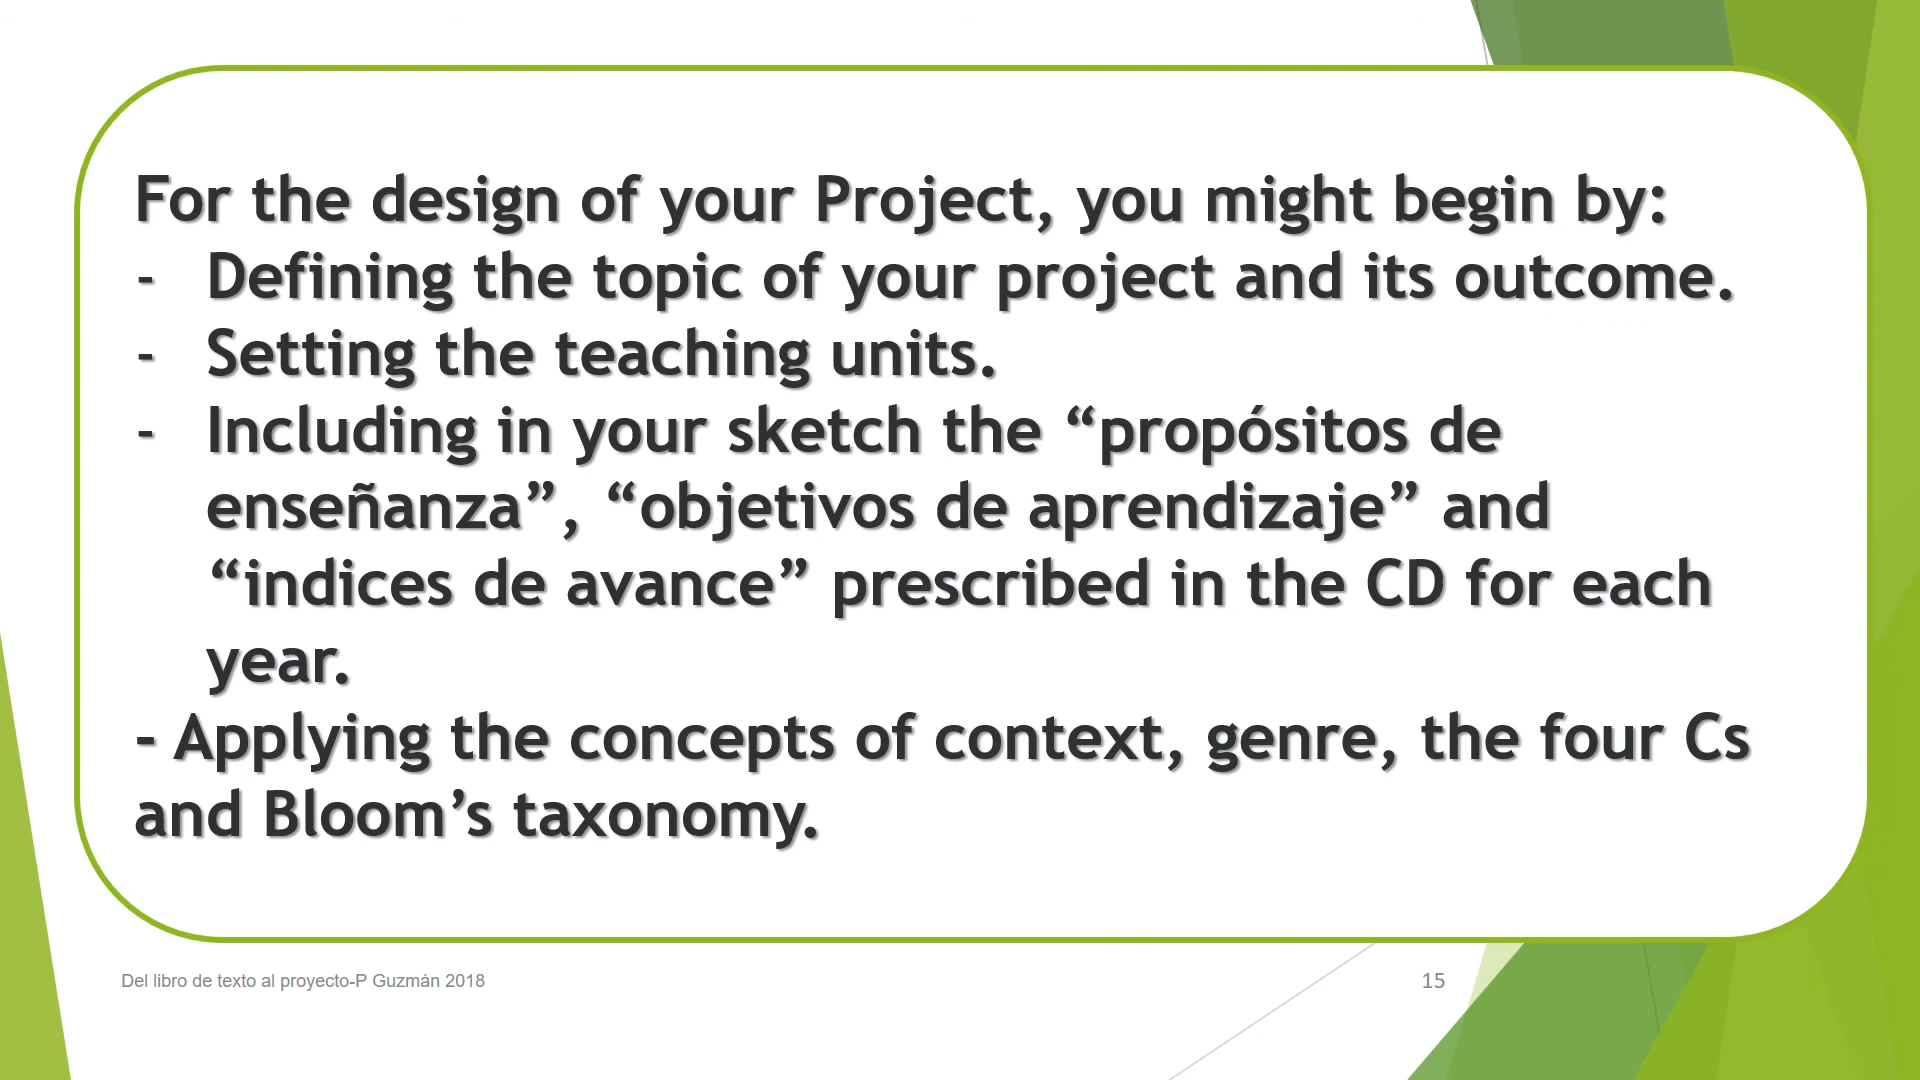 For the design of your Project, you might begin by:
- Defining the topic of your project and its outcome.
- Setting the teaching units.
- Including in your sketch the “propósitos de
enseñanza”, “objetivos de aprendizaje” and
“indices de avance” prescribed in the CD for each
year.
- Applying the concepts of context, genre, the four Cs
and Bloom’s taxonomy.
Del libro de texto al proyecto-P Guzmán 2018
15